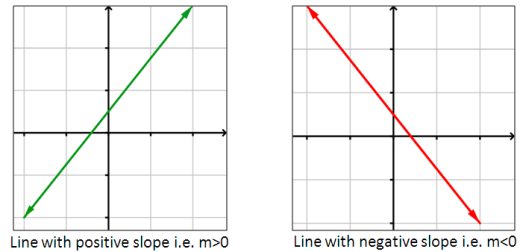 Line with positive slope i.e. m>0
Line with negative slope i.e. m<0